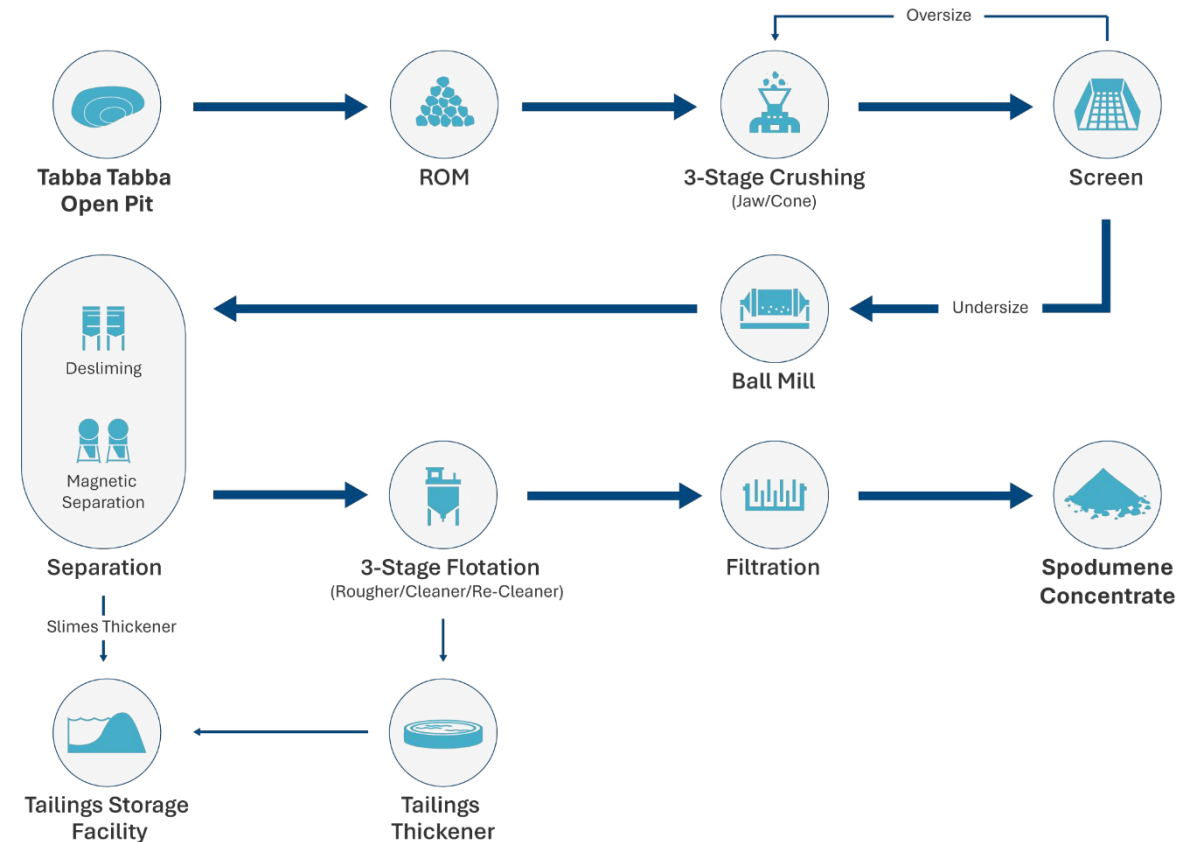 Oversize
Tabba Tabba
Open Pit
ROM
3-Stage Crushing
(Jaw/Cone)
Screen
Undersize
Ball Mill
Desliming
Magnetic
Separation
Separation
3-Stage Flotation
(Rougher/Cleaner/Re-Cleaner)
Filtration
Spodumene
Concentrate
Slimes Thickener
Tailings Storage
Facility
Tailings
Thickener